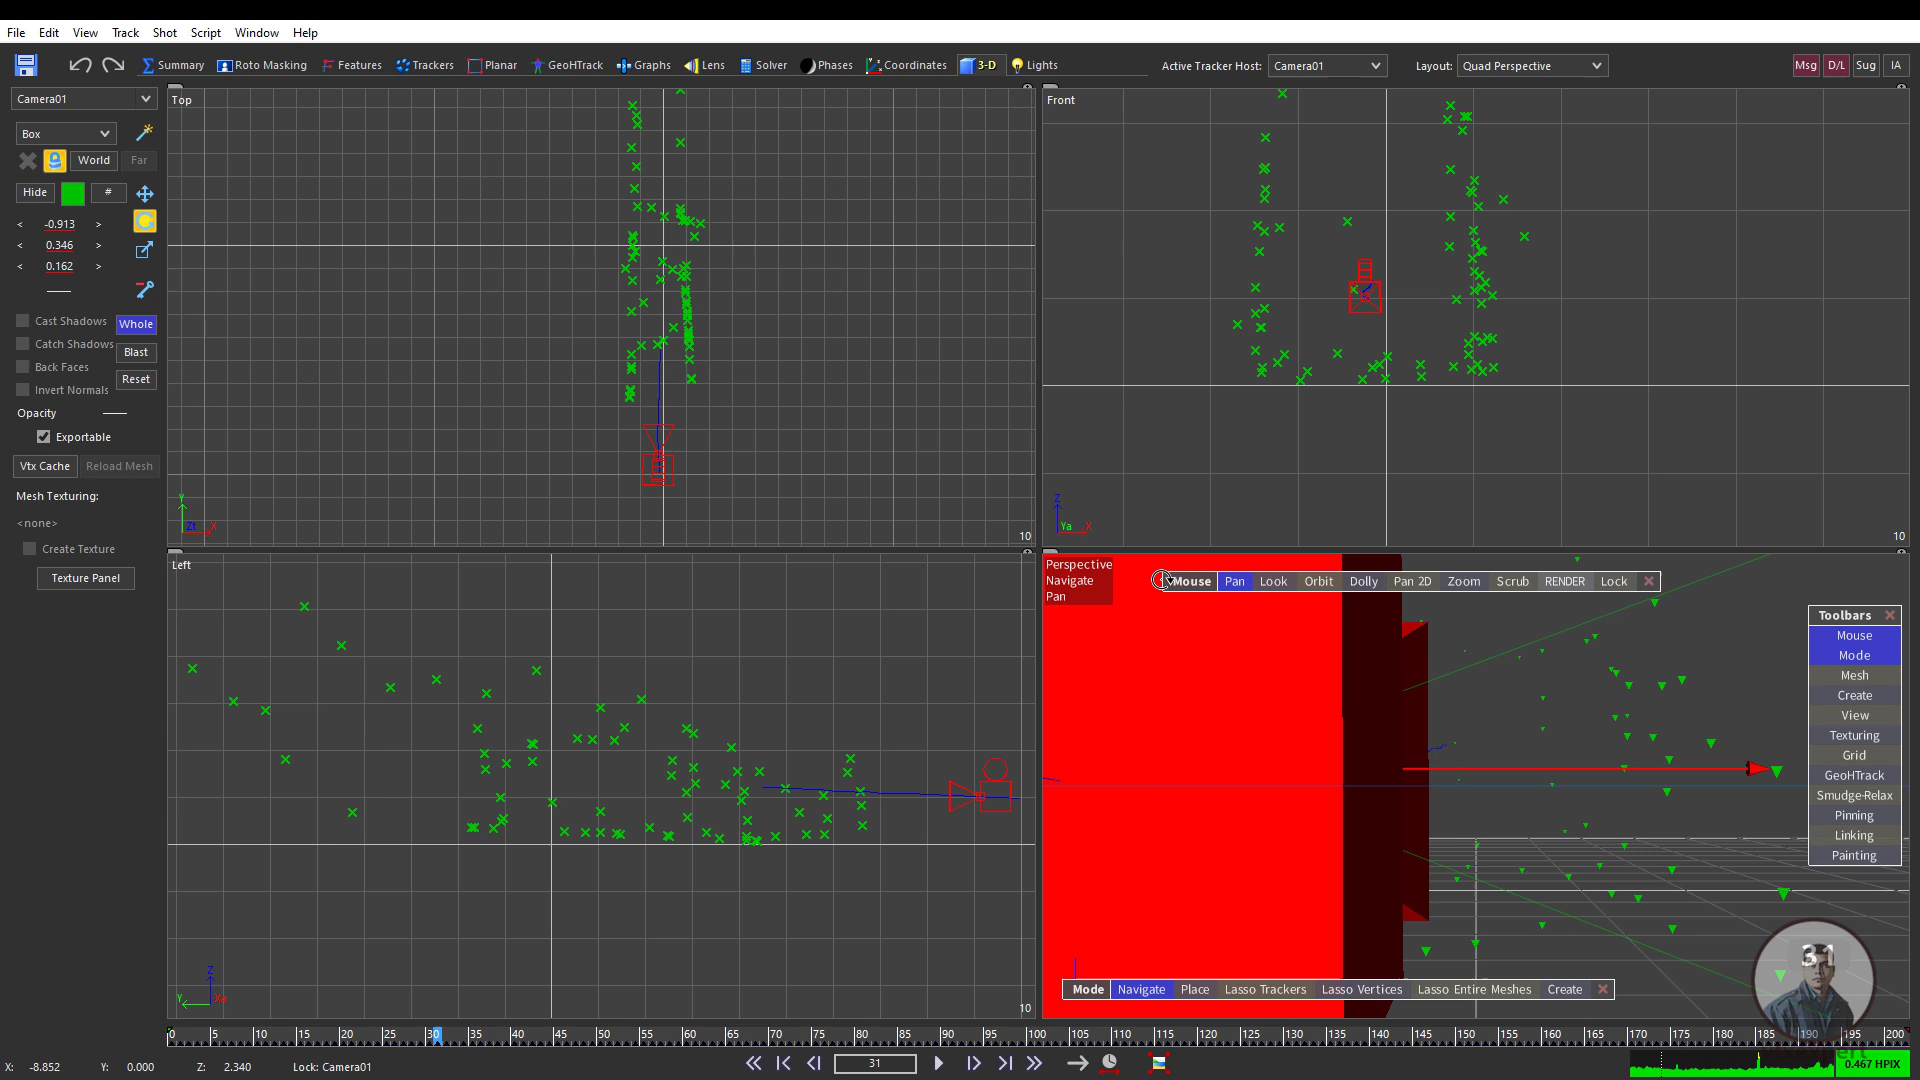 File Edit View Track Shot Script Window Help
Summary Roto Masking Features Trackers Planar GeoHTrack Graphs Lens Solver Phases Coordinates 3-D Lights Active Tracker Host: Camera01 Layout: Quad Perspective Msg D/L Sug IA
Camera01
Box
World Far
Hide #
< -0.913 >
< 0.346 >
< 0.162 >
Cast Shadows Whole
Catch Shadows Blast
Back Faces
Reset
Invert Normals
Opacity
Exportable
Vtx Cache Reload Mesh
Mesh Texturing:
<none>
Create Texture
Texture Panel
Top
Y
X
10
Front
Z
Ya X
10
Left
Z
Y Xa
10
Perspective
Navigate
Pan
Mouse Pan Look Orbit Dolly Pan 2D Zoom Scrub RENDER Lock
Toolbars
Mouse
Mode
Mesh
Create
View
Texturing
Grid
GeoHTrack
Smudge-Relax
Pinning
Linking
Painting
31
Mode Navigate Place Lasso Trackers Lasso Vertices Lasso Entire Meshes Create
0 5 10 15 20 25 30 35 40 45 50 55 60 65 70 75 80 85 90 95 100 105 110 115 120 125 130 135 140 145 150 155 160 165 170 175 180 185 190 195 200
X: -8.852 Y: 0.000 Z: 2.340 Lock: Camera01 31 0.467 HPIX